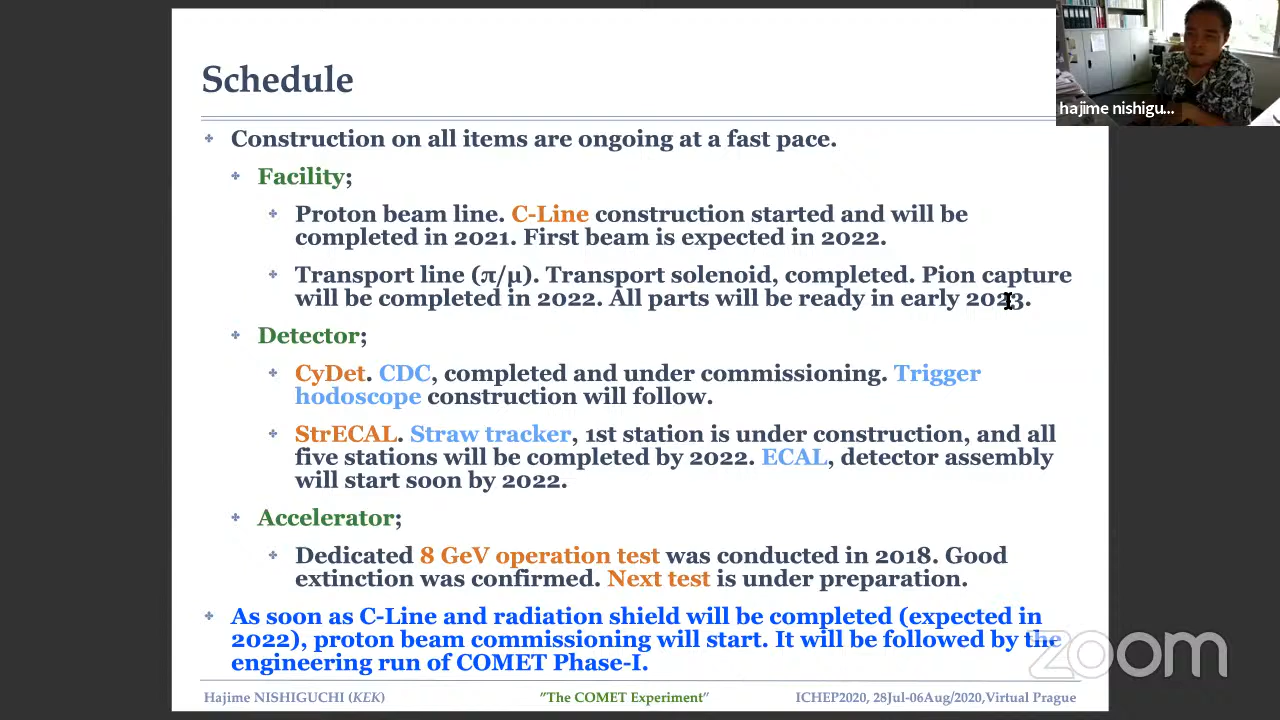 Schedule
hajime nishigu...
Construction on all items are ongoing at a fast pace.
Facility;
Proton beam line. C-Line construction started and will be
completed in 2021. First beam is expected in 2022.
Transport line (π/μ). Transport solenoid, completed. Pion capture
will be completed in 2022. All parts will be ready in early 2023.
Detector;
CyDet. CDC, completed and under commissioning. Trigger
hodoscope construction will follow.
StrECAL. Straw tracker, 1st station is under construction, and all
five stations will be completed by 2022. ECAL, detector assembly
will start soon by 2022.
Accelerator;
Dedicated 8 GeV operation test was conducted in 2018. Good
extinction was confirmed. Next test is under preparation.
As soon as C-Line and radiation shield will be completed (expected in
2022), proton beam commissioning will start. It will be followed by the
engineering run of COMET Phase-I.
zoom
Hajime NISHIGUCHI (KEK)
"The COMET Experiment"
ICHEP2020, 28Jul-06Aug/2020,Virtual Prague